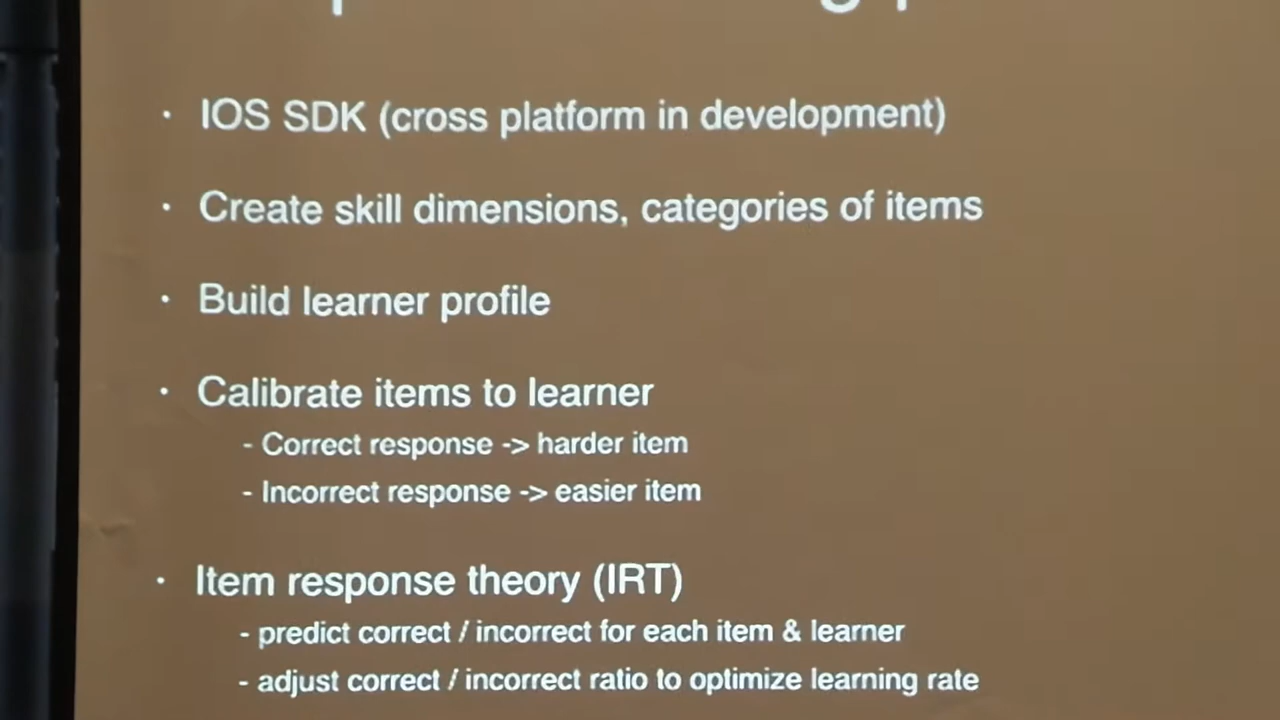 · IOS SDK (cross platform in development)
· Create skill dimensions, categories of items
· Build learner profile
· Calibrate items to learner
- Correct response -> harder item
- Incorrect response -> easier item
· Item response theory (IRT)
- predict correct / incorrect for each item & learner
- adjust correct / incorrect ratio to optimize learning rate